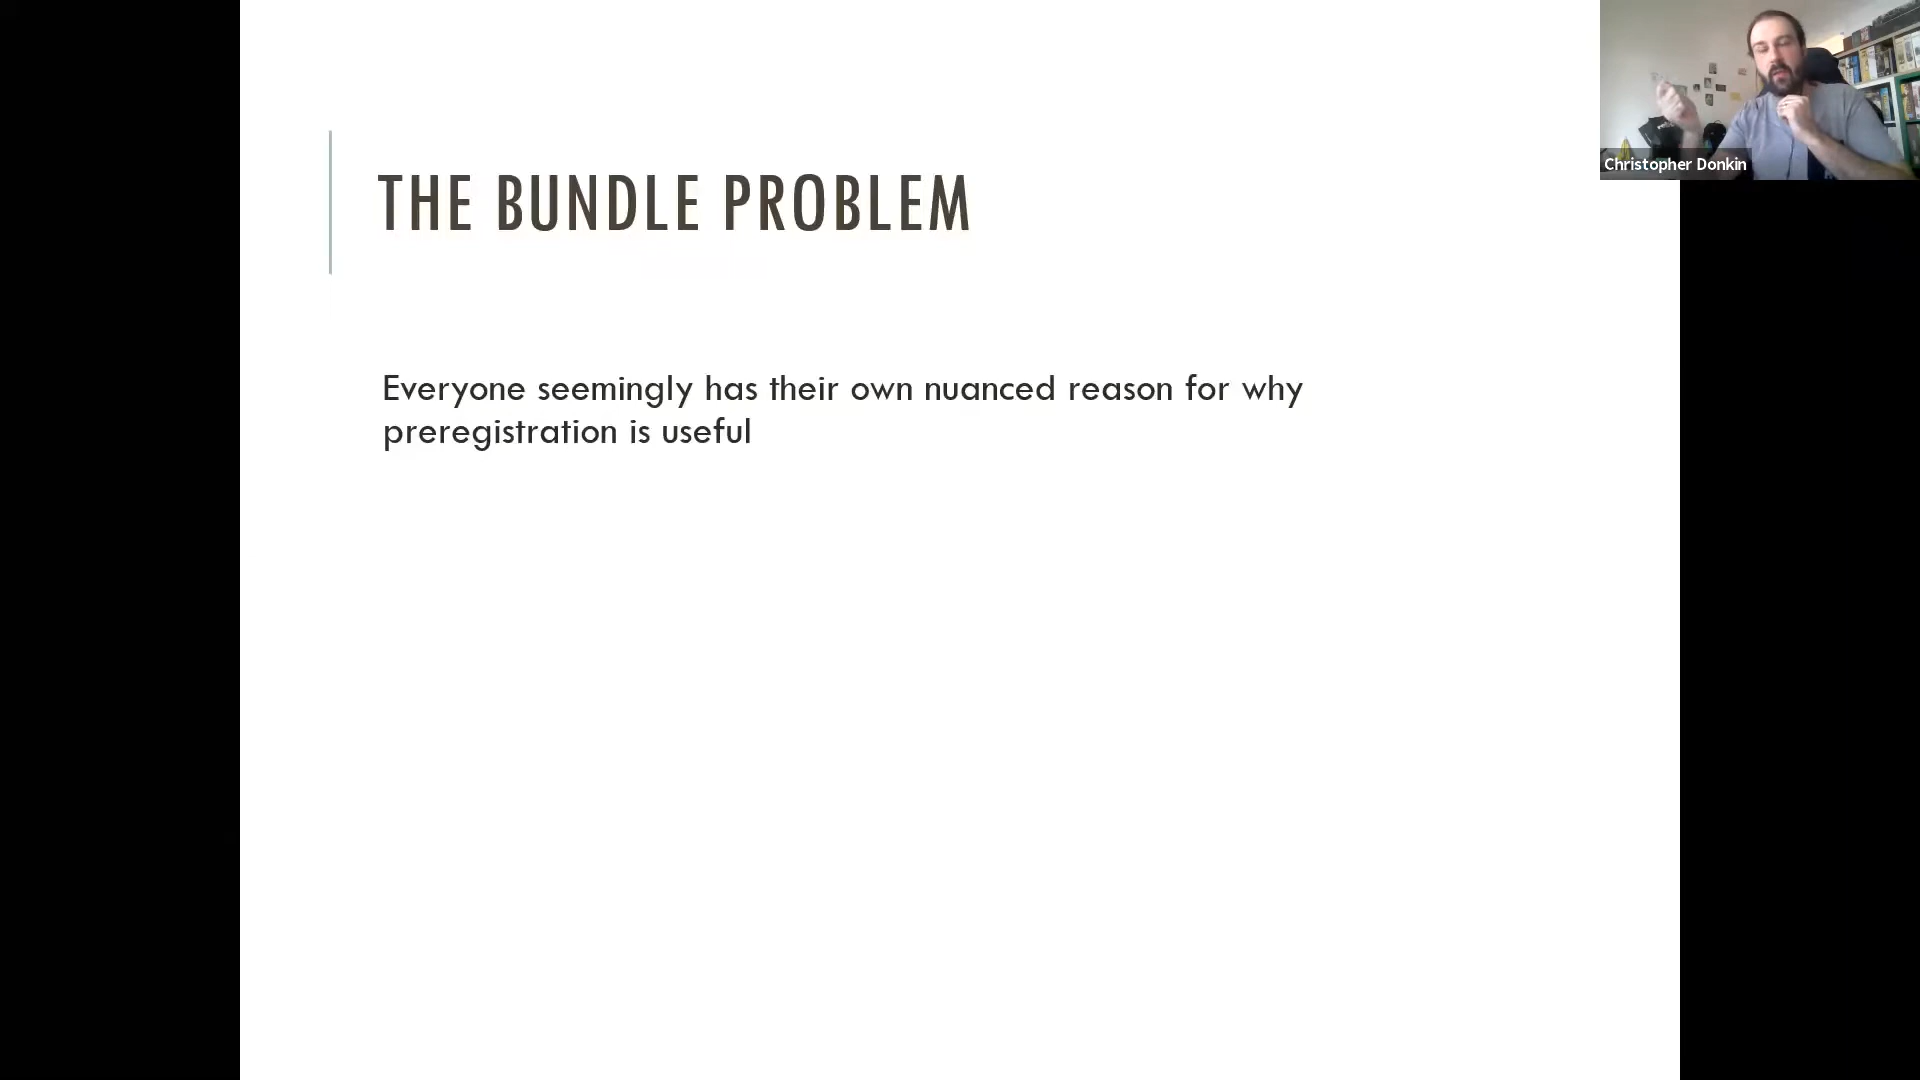 THE BUNDLE PROBLEM
Everyone seemingly has their own nuanced reason for why
preregistration is useful
Christopher Donkin